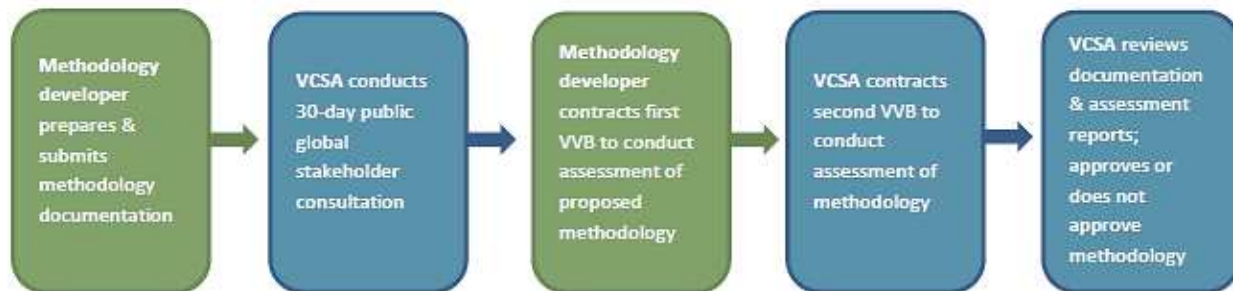 Methodology
developer
prepares &
submits
methodology
documentation
VCSA conducts
30-day public
global
stakeholder
consultation
Methodology
developer
contracts first
VVB to conduct
assessment of
proposed
methodology
VCSA contracts
second VVB to
conduct
assessment of
methodology
VCSA reviews
documentation
& assessment
reports;
approves or
does not
approve
methodology